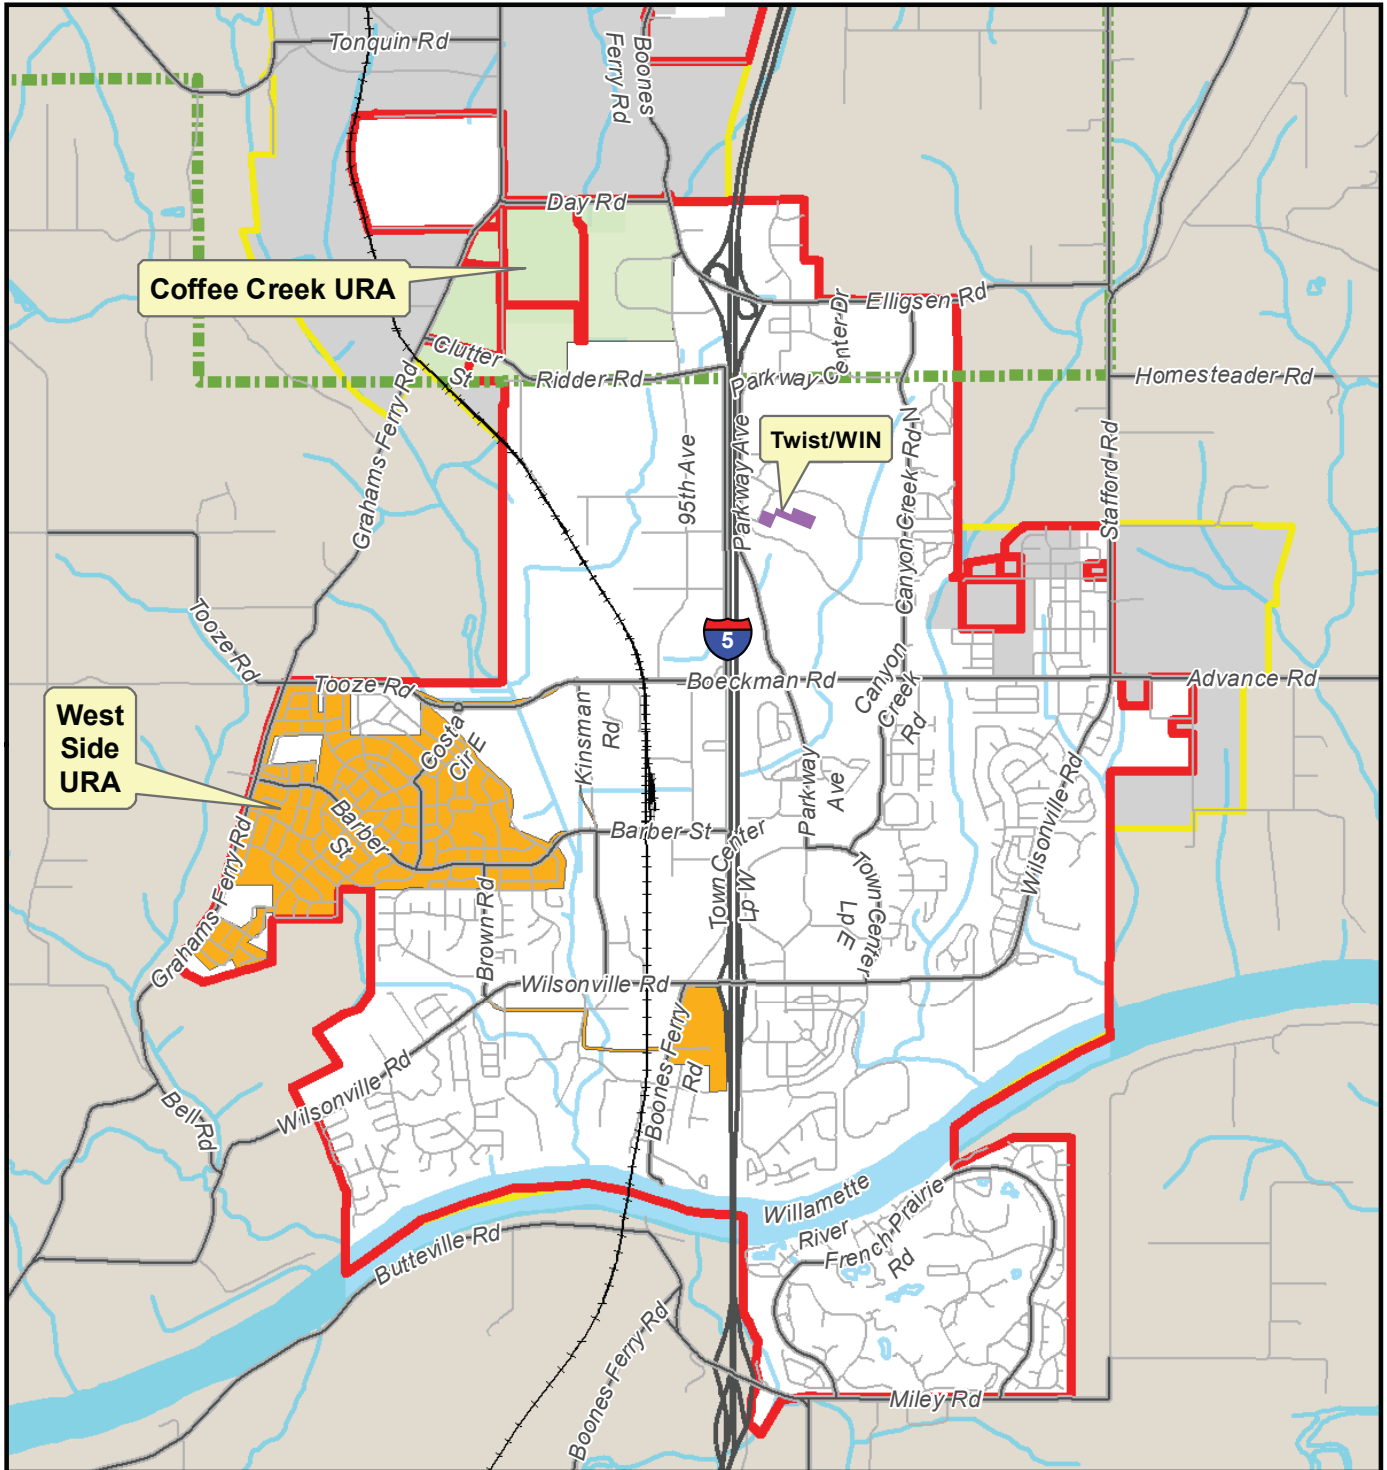 Tonquin Rd
Boones
Ferry Rd
Day Rd
Coffee Creek URA
Elligsen Rd
Clutter
St
Ridder Rd
Parkway Center Dr
Homesteader Rd
Grahams Ferry Rd
95th Ave
Parkway Ave
Twist/WIN
Canyon Creek Rd N
Stafford Rd
Tooze Rd
5
Tooze Rd
Boeckman Rd
Advance Rd
West
Side
URA
Costa
Cir E
Kinsman
Rd
Canyon
Creek
Rd
Parkway
Ave
Barber
St
Barber St
Town Center
Lp W
Town Center
Lp E
Wilsonville Rd
Grahams Ferry Rd
Brown Rd
Wilsonville Rd
Boones Ferry
Rd
Wilsonville Rd
Bell Rd
Willamette
River
French Prairie
Rd
Butteville Rd
Boones Ferry Rd
Miley Rd